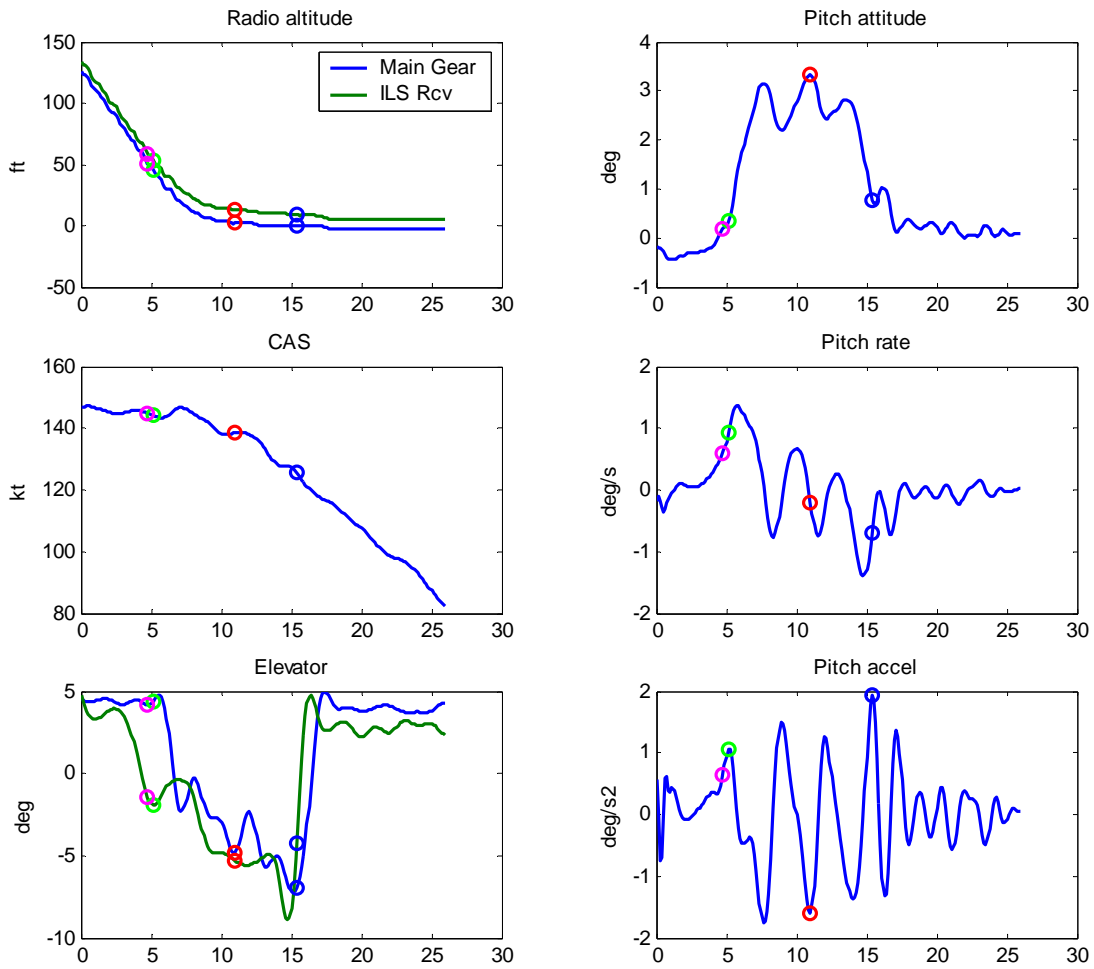 Radio altitude
150
100
50
0
-50
ft
Main Gear
ILS Rcv
0 5 10 15 20 25 30
Pitch attitude
4
3
2
1
0
-1
deg
0 5 10 15 20 25 30
CAS
160
140
120
100
80
kt
0 5 10 15 20 25 30
Pitch rate
2
1
0
-1
-2
deg/s
0 5 10 15 20 25 30
Elevator
5
0
-5
-10
deg
0 5 10 15 20 25 30
Pitch accel
2
1
0
-1
-2
deg/s2
0 5 10 15 20 25 30